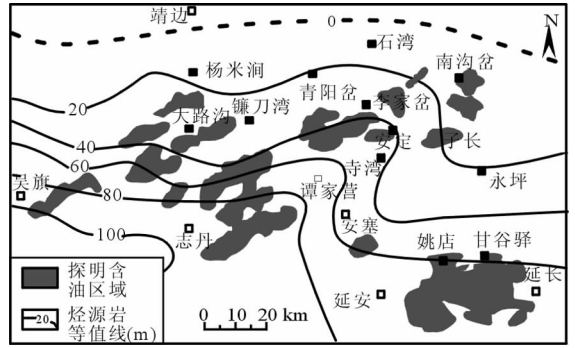 靖边
0
N
石湾
杨米涧
南沟岔
青阳岔
20
李家岔
大路沟
镰刀湾
安定
子长
40
寺湾
60
永坪
吴旗
谭家营
80
安塞
100
志丹
姚店
甘谷驿
延安
延长
探明含
油区域
20
烃源岩
等值线(m)
0 10 20 km